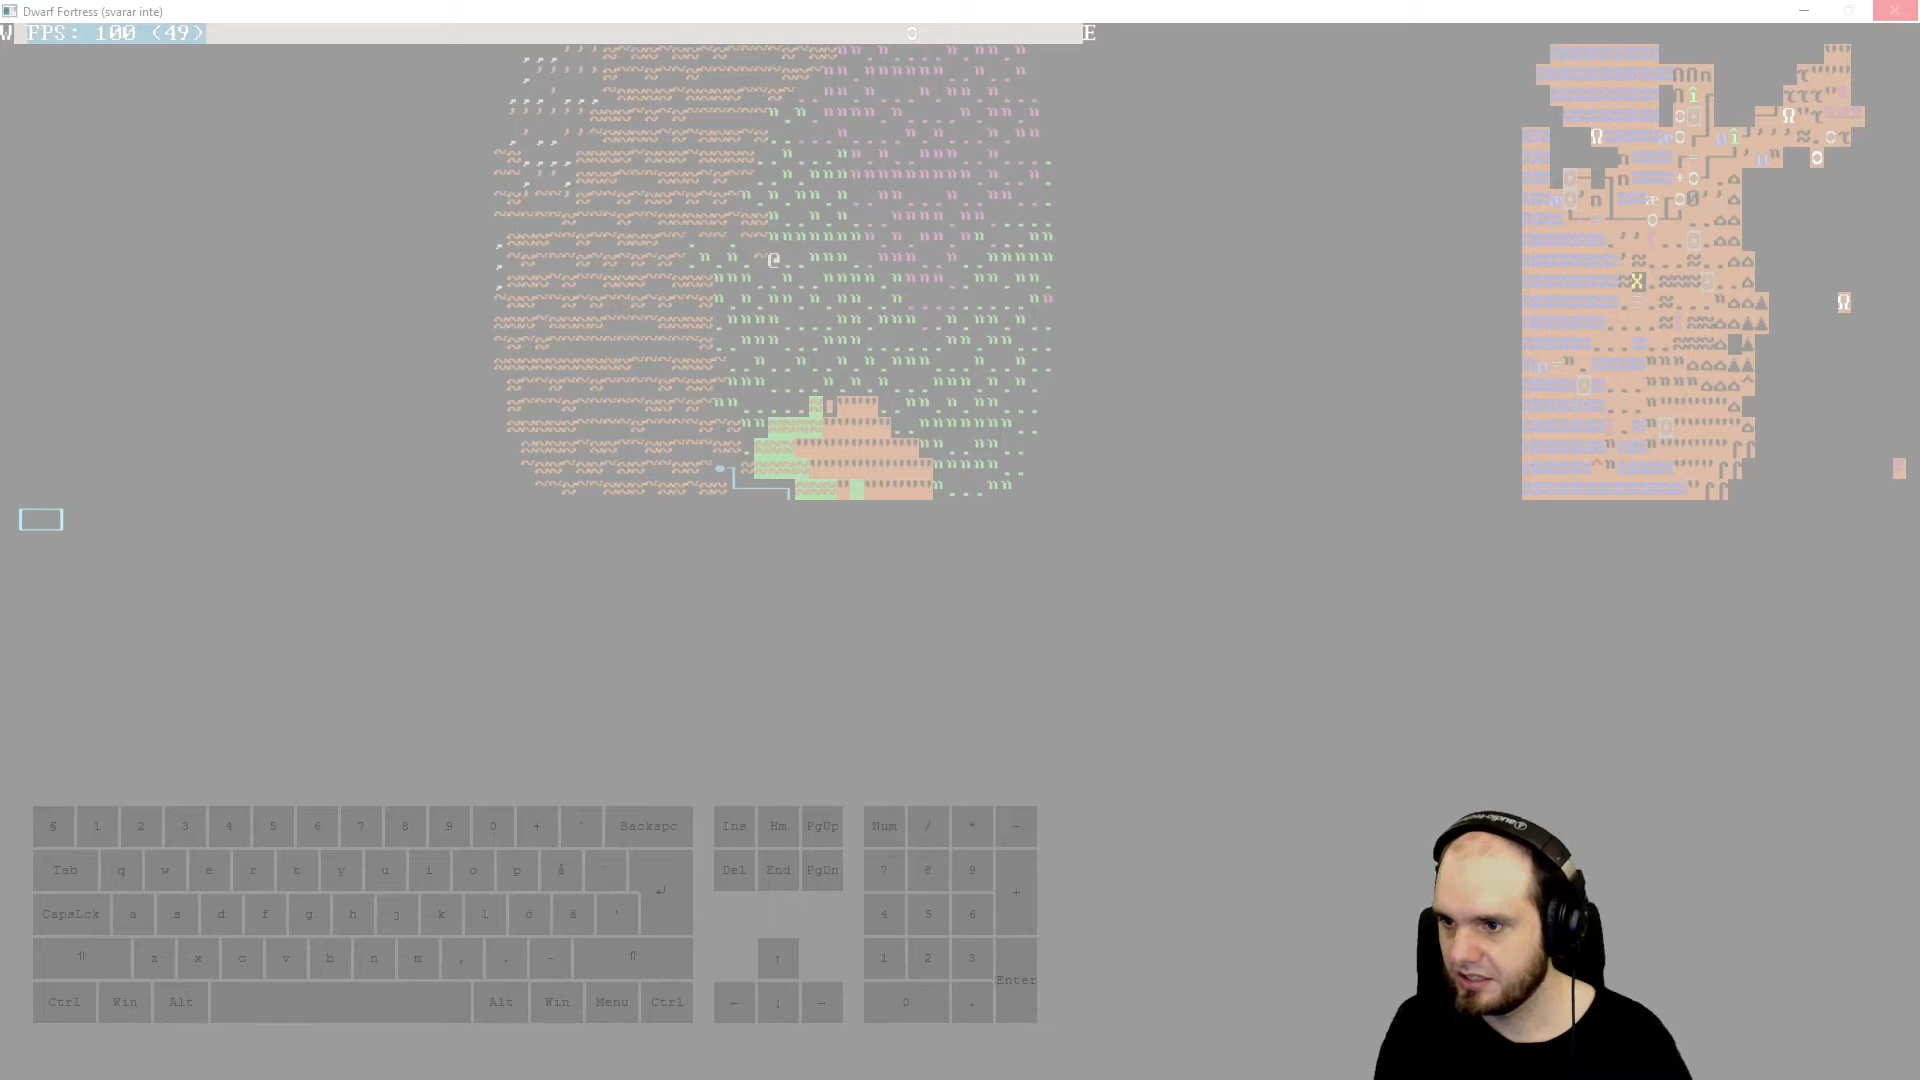 Dwarf Fortress (svarar inte)
W FPS: 100 (49) E
§ 1 2 3 4 5 6 7 8 9 0 + ´ Backspc Ins Hm PgUp Num / * -
Tab q w e r t y u i o p å ¨ Del End PgDn 7 8 9 +
CapsLck a s d f g h j k l ö ä ' ↵ 4 5 6
⇑ z x c v b n m , . - ⇑ ↑ 1 2 3 Enter
Ctrl Win Alt Alt Win Menu Ctrl ← ↓ → 0 .
audio-technica